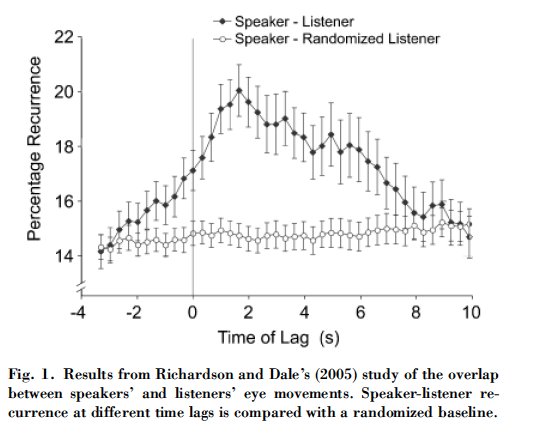 Speaker - Listener
Speaker - Randomized Listener
Percentage Recurrence
22
20
18
16
14
-4
-2
0
2
4
6
8
10
Time of Lag (s)
Fig. 1. Results from Richardson and Dale's (2005) study of the overlap
between speakers' and listeners' eye movements. Speaker-listener re-
currence at different time lags is compared with a randomized baseline.